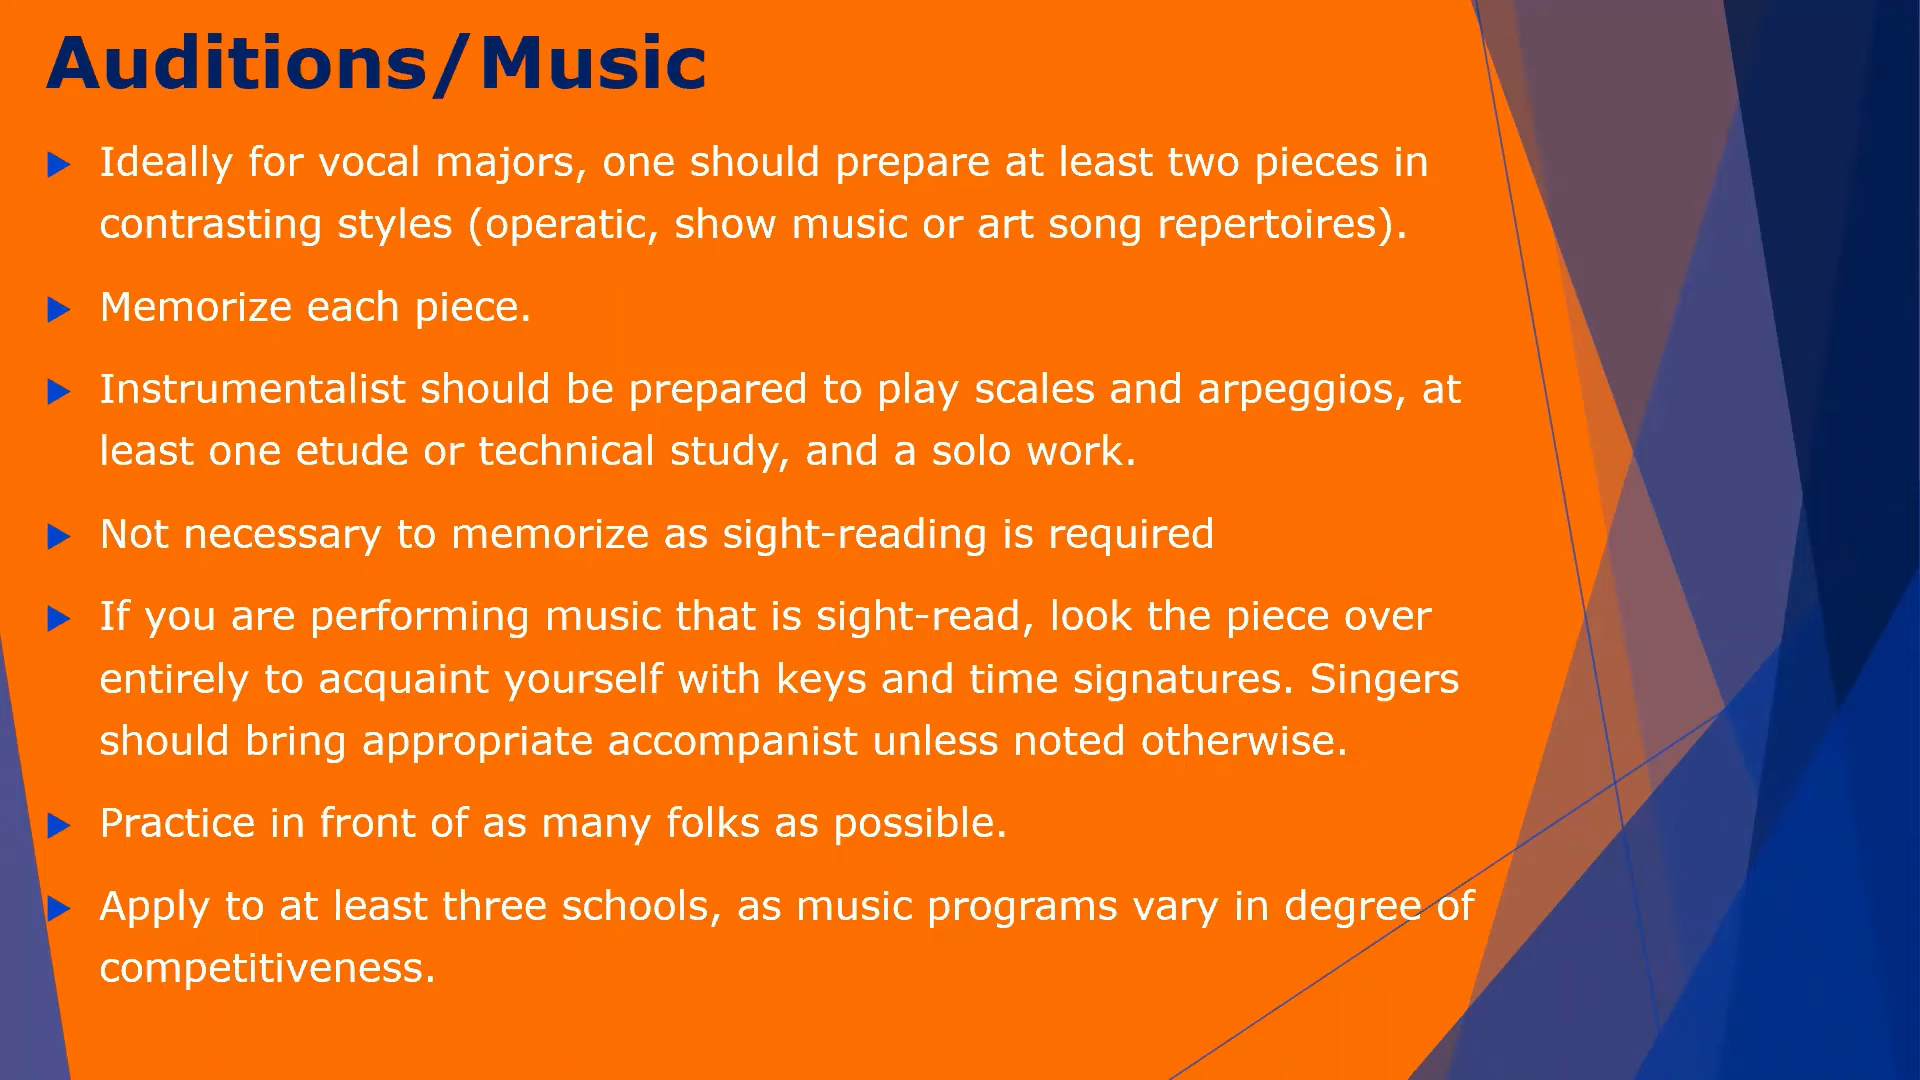 Auditions/Music
Ideally for vocal majors, one should prepare at least two pieces in
contrasting styles (operatic, show music or art song repertoires).
Memorize each piece.
Instrumentalist should be prepared to play scales and arpeggios, at
least one etude or technical study, and a solo work.
Not necessary to memorize as sight-reading is required
If you are performing music that is sight-read, look the piece over
entirely to acquaint yourself with keys and time signatures. Singers
should bring appropriate accompanist unless noted otherwise.
Practice in front of as many folks as possible.
Apply to at least three schools, as music programs vary in degree of
competitiveness.